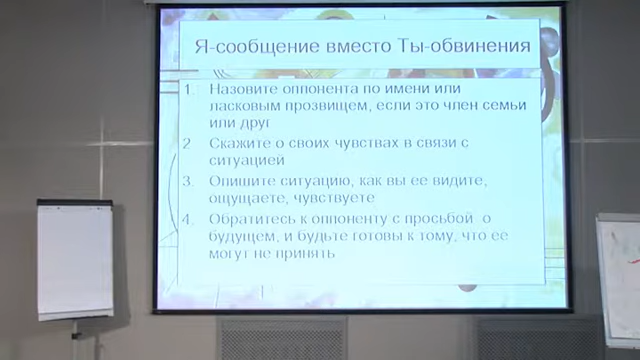 Я-сообщение вместо Ты-обвинения
1. Назовите оппонента по имени или
ласковым прозвищем, если это член семьи
или друг
2 Скажите о своих чувствах в связи с
ситуацией
3. Опишите ситуацию, как вы ее видите,
ощущаете, чувствуете
4. Обратитесь к оппоненту с просьбой о
будущем, и будьте готовы к тому, что ее
могут не принять